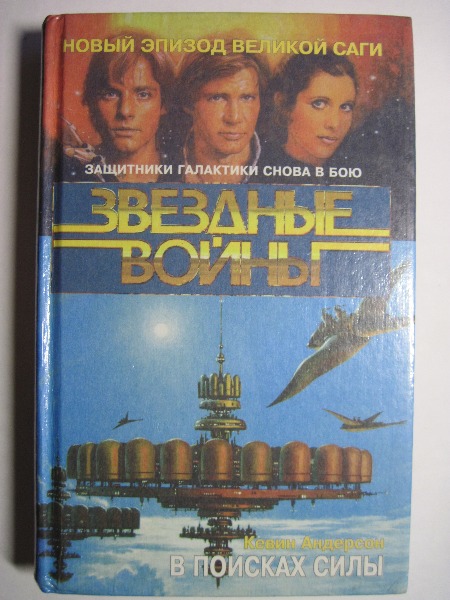 НОВЫЙ ЭПИЗОД ВЕЛИКОЙ САГИ
ЗАЩИТНИКИ ГАЛАКТИКИ СНОВА В БОЮ
ЗВЕЗДНЫЕ
ВОЙНЫ
Кевин Андерсон
В ПОИСКАХ СИЛЫ